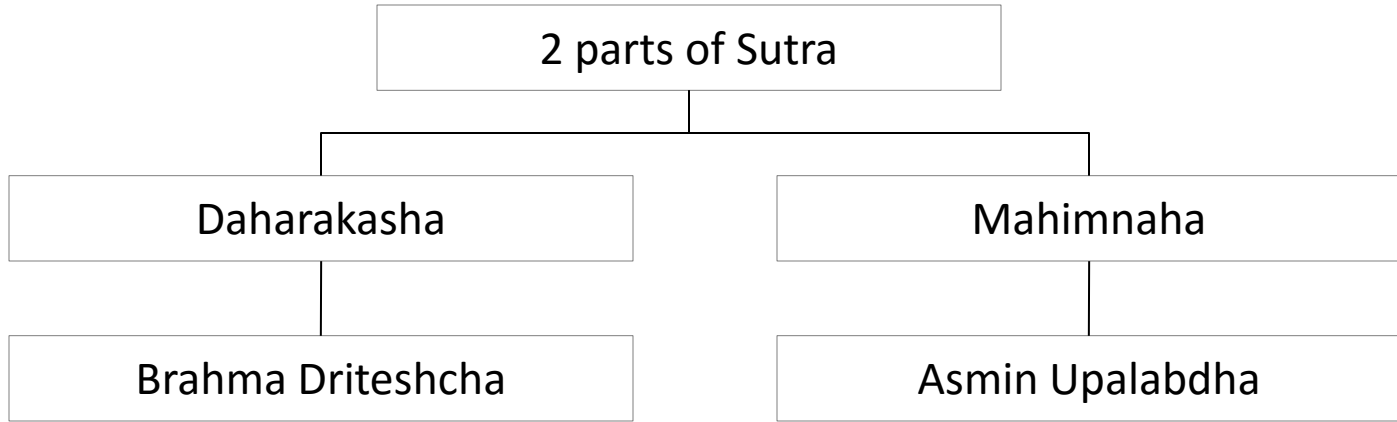 2 parts of Sutra
Daharakasha
Mahimnaha
Brahma Driteshcha
Asmin Upalabdha